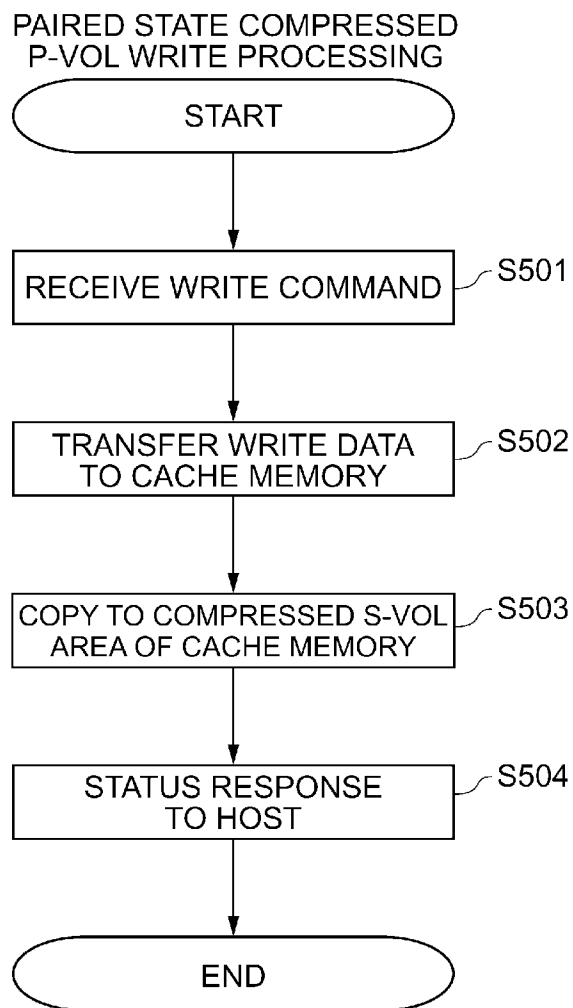 PAIRED STATE COMPRESSED
P-VOL WRITE PROCESSING
START
RECEIVE WRITE COMMAND
S501
TRANSFER WRITE DATA
TO CACHE MEMORY
S502
COPY TO COMPRESSED S-VOL
AREA OF CACHE MEMORY
S503
STATUS RESPONSE
TO HOST
S504
END